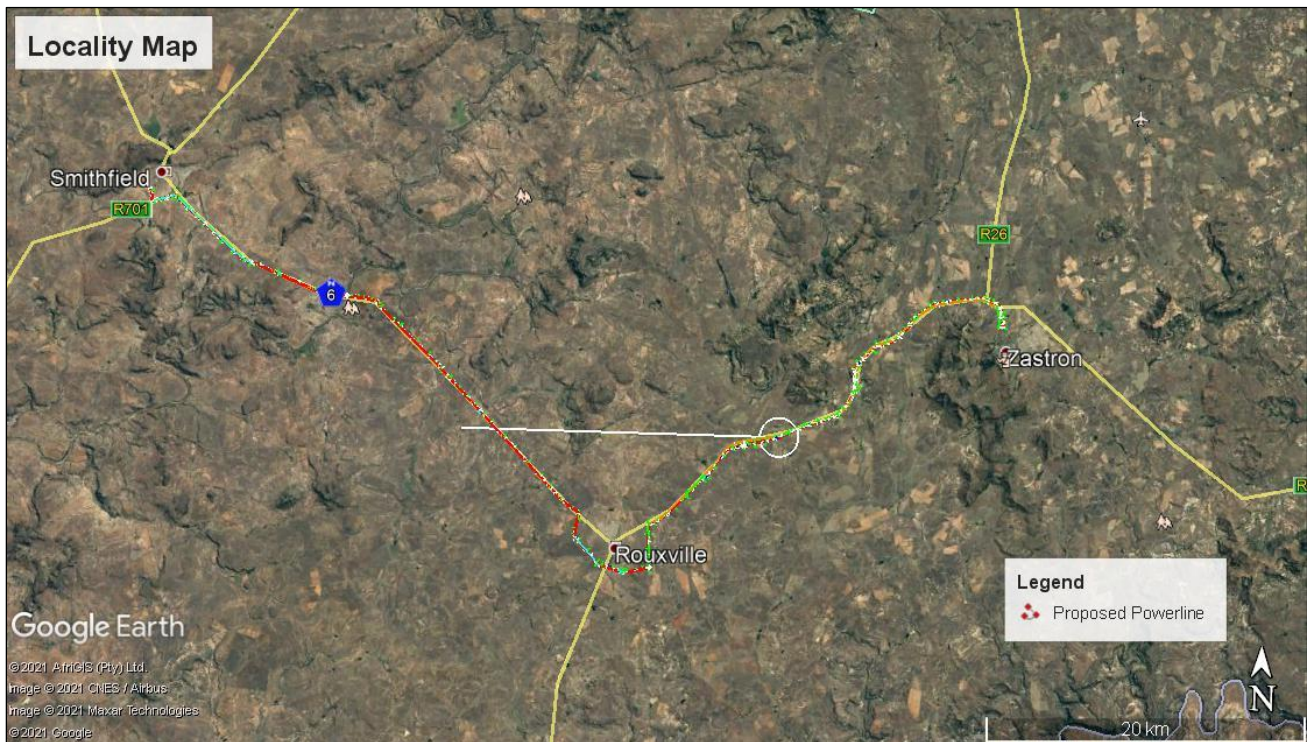 Locality Map
Smithfield
R701
R26
6
Zastron
Rouxville
R
Legend
Proposed Powerline
Google Earth
© 2021 AfriGIS (Pty) Ltd.
Image © 2021 CNES / Airbus
Image © 2021 Maxar Technologies
© 2021 Google
N
20 km